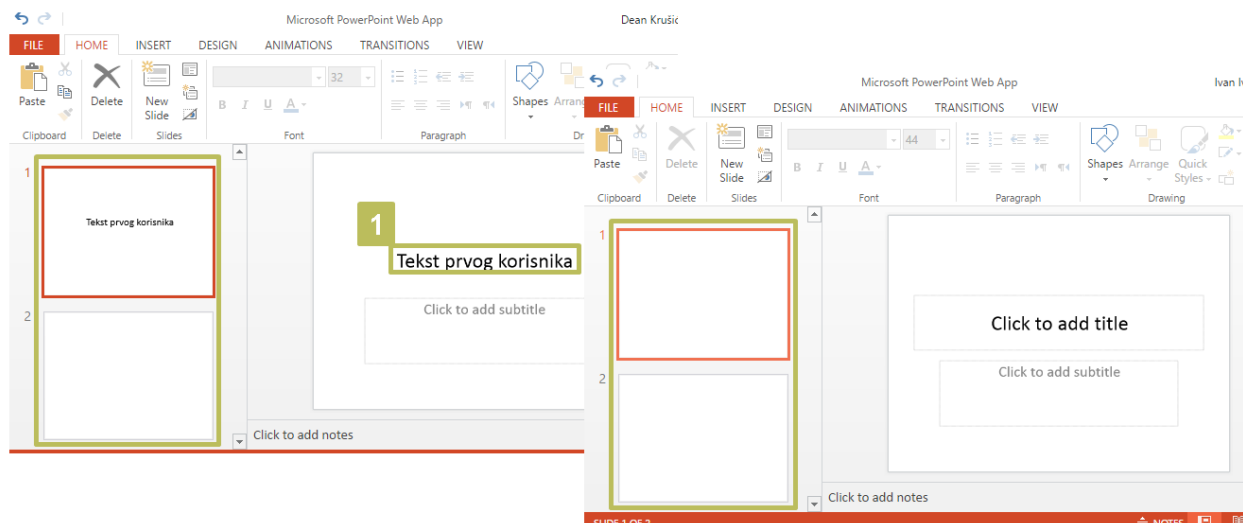 Microsoft PowerPoint Web App
FILE HOME INSERT DESIGN ANIMATIONS TRANSITIONS VIEW
Paste Delete New Slide 32 B I U A Shapes
Clipboard Delete Slides Font Paragraph
1
Tekst prvog korisnika
2
1
Tekst prvog korisnika
Click to add subtitle
Click to add notes
Dean
Microsoft PowerPoint Web App
Ivan
FILE HOME INSERT DESIGN ANIMATIONS TRANSITIONS VIEW
Paste Delete New Slide 44 B I U A Shapes Arrange Quick Styles
Clipboard Delete Slides Font Paragraph Drawing
1
2
Click to add title
Click to add subtitle
Click to add notes
NOTES